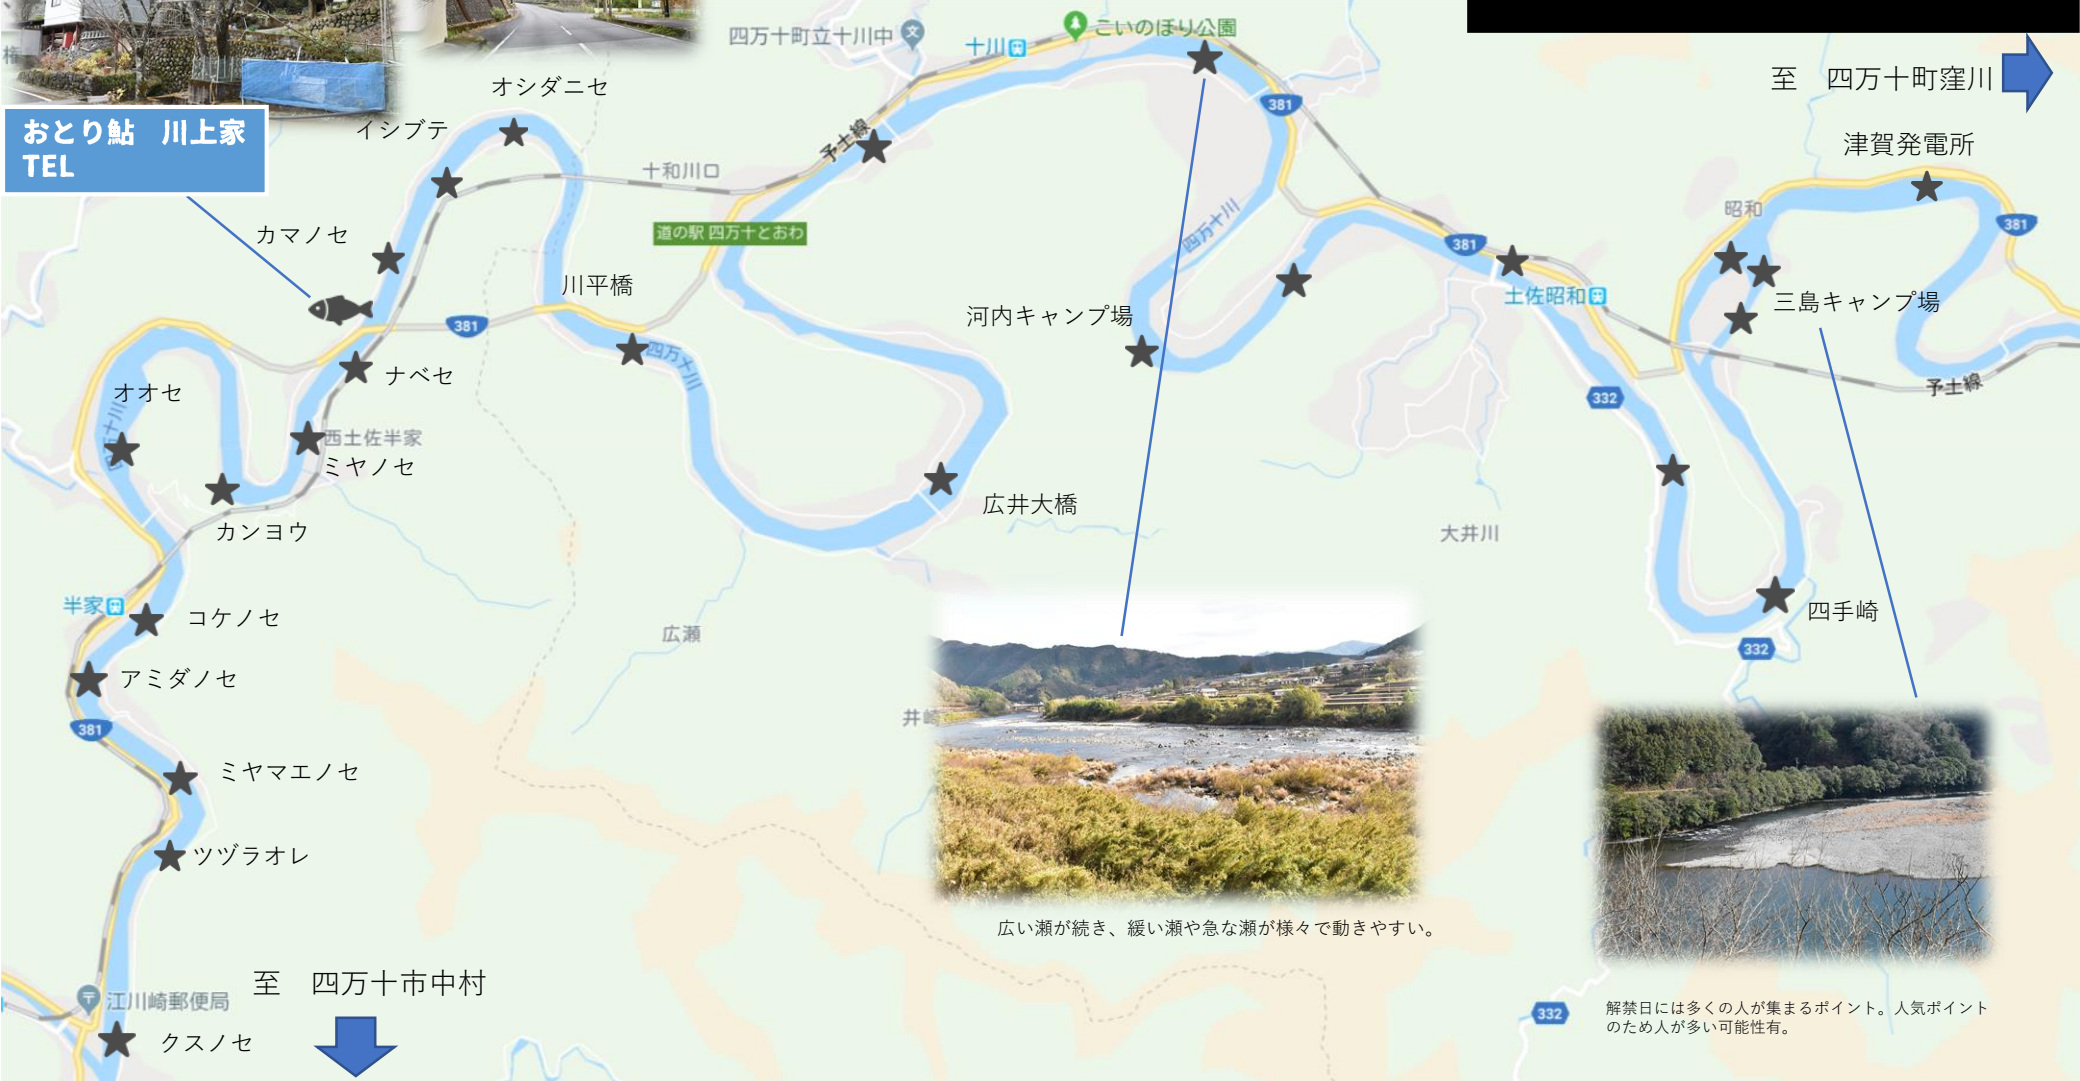 四万十町立十川中
十川
こいのぼり公園
至　四万十町窪川
オシダニセ
381
おとり鮎　川上家
TEL
イシブテ
予土線
十和川口
津賀発電所
カマノセ
道の駅 四万十とおわ
四万十川
381
昭和
381
川平橋
381
河内キャンプ場
土佐昭和
三島キャンプ場
四万十川
ナベセ
オオセ
332
予土線
西土佐半家
ミヤノセ
広井大橋
カンヨウ
大井川
半家
コケノセ
広瀬
四手崎
332
アミダノセ
井崎
381
ミヤマエノセ
ツヅラオレ
広い瀬が続き、緩い瀬や急な瀬が様々で動きやすい。
至　四万十市中村
江川崎郵便局
クスノセ
332
解禁日には多くの人が集まるポイント。人気ポイント
のため人が多い可能性有。